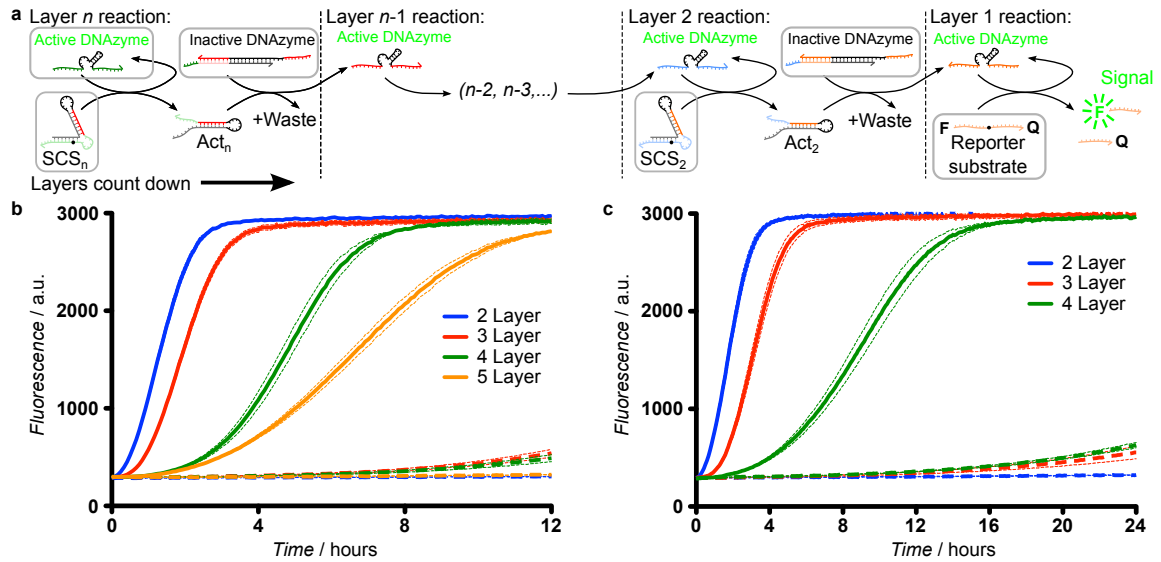 a Layer n reaction: Layer n-1 reaction: Layer 2 reaction: Layer 1 reaction:
Active DNAzyme Inactive DNAzyme Active DNAzyme Active DNAzyme Inactive DNAzyme Active DNAzyme
Signal
(n-2, n-3,...)
F
+Waste +Waste
F Q Q
SCSn Actn SCS2 Act2 Reporter
substrate
Layers count down
b
3000
2000
1000
0
Fluorescence / a.u.
2 Layer
3 Layer
4 Layer
5 Layer
0 4 8 12
Time / hours
c
3000
2000
1000
0
Fluorescence / a.u.
2 Layer
3 Layer
4 Layer
0 4 8 12 16 20 24
Time / hours